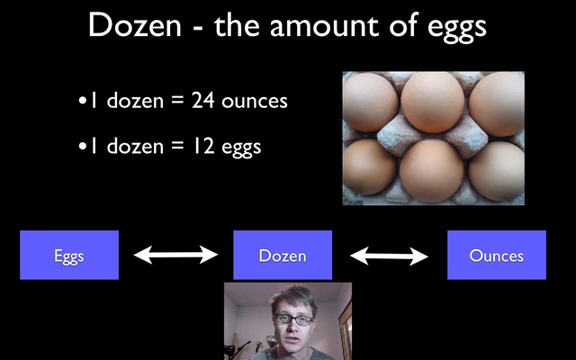 Dozen - the amount of eggs
•1 dozen = 24 ounces
•1 dozen = 12 eggs
Eggs
Dozen
Ounces